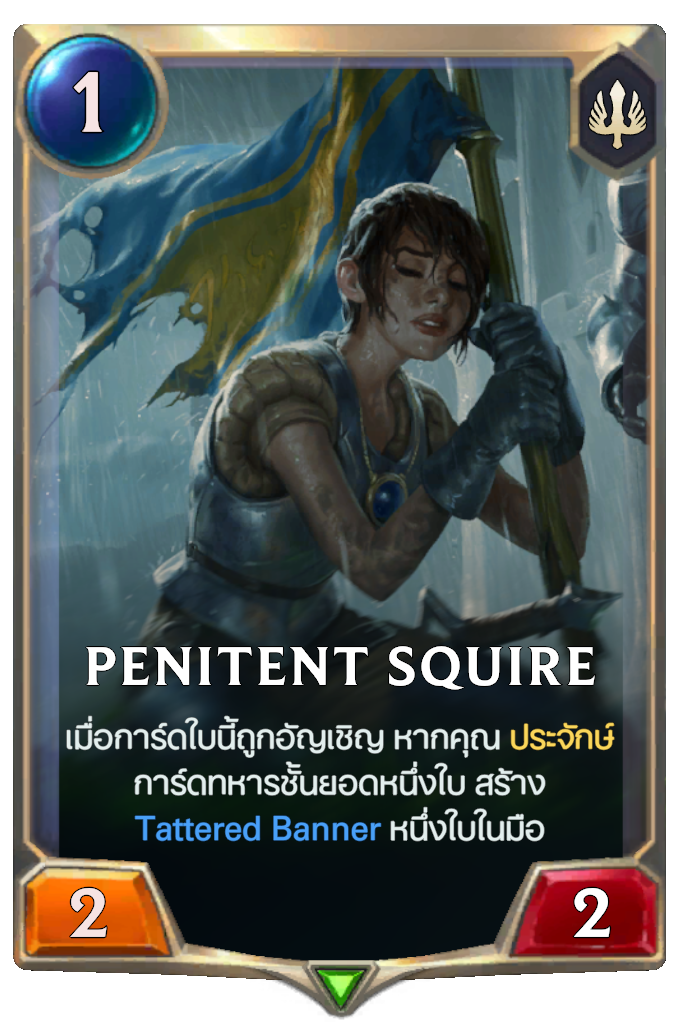 1
PENITENT SQUIRE
เมื่อการ์ดใบนี้ถูกอัญเชิญ หากคุณ ประจักษ์
การ์ดทหารชั้นยอดหนึ่งใบ สร้าง
Tattered Banner หนึ่งใบในมือ
2 2